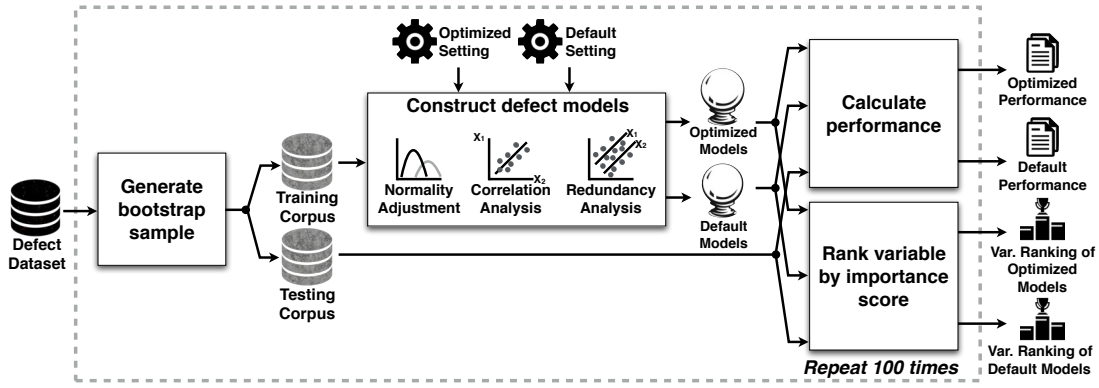 Defect
Dataset
Generate
bootstrap
sample
Training
Corpus
Testing
Corpus
Optimized
Setting
Default
Setting
Construct defect models
Normality
Adjustment
X1
X2
Correlation
Analysis
X1
X2
Redundancy
Analysis
Optimized
Models
Default
Models
Calculate
performance
Rank variable
by importance
score
Repeat 100 times
Optimized
Performance
Default
Performance
Var. Ranking of
Optimized
Models
Var. Ranking of
Default Models